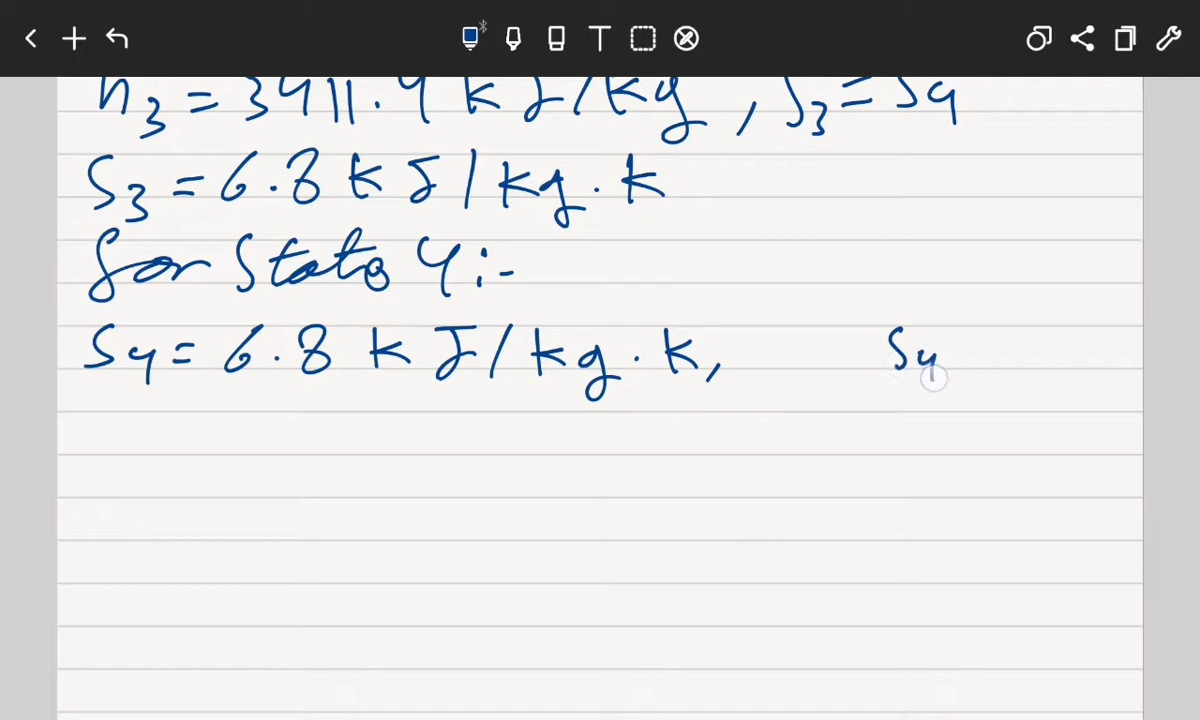 h3 = 3411.4 kJ/kg, S3 = S4
S3 = 6.8 kJ/kg.k
for State 4:-
S4 = 6.8 kJ/kg.k, S4